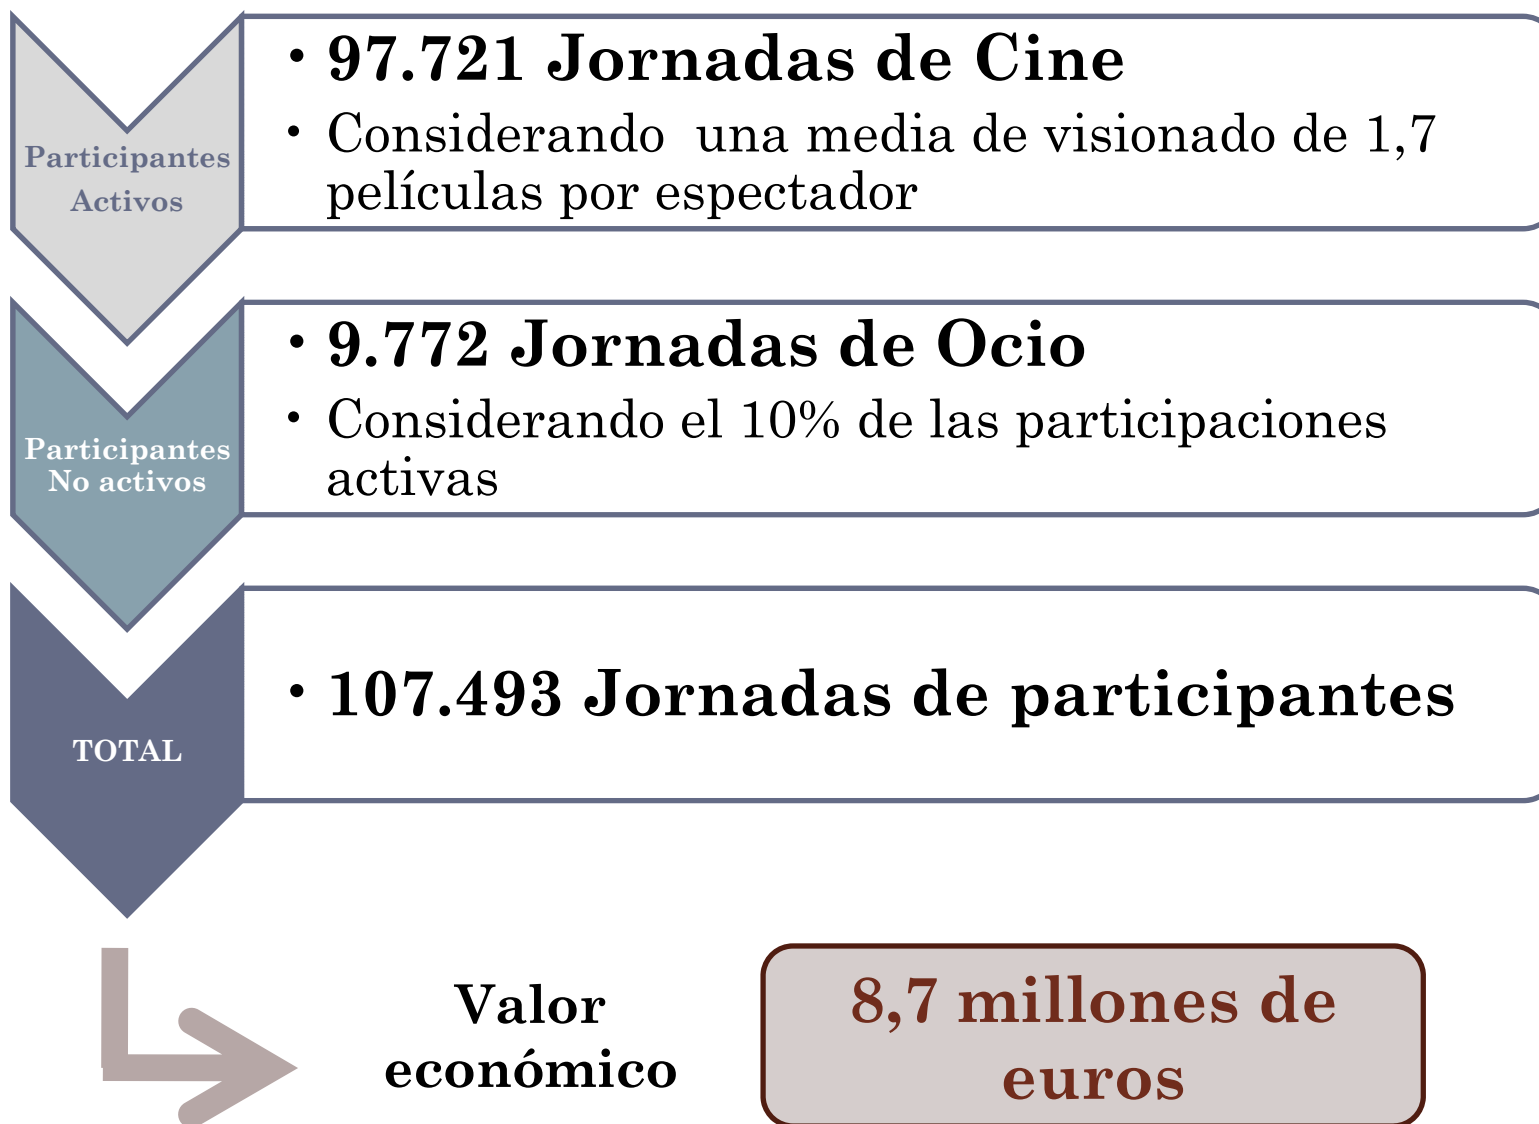 Participantes
Activos
• 97.721 Jornadas de Cine
• Considerando una media de visionado de 1,7
películas por espectador
Participantes
No activos
• 9.772 Jornadas de Ocio
• Considerando el 10% de las participaciones
activas
TOTAL
• 107.493 Jornadas de participantes
Valor
económico
8,7 millones de
euros